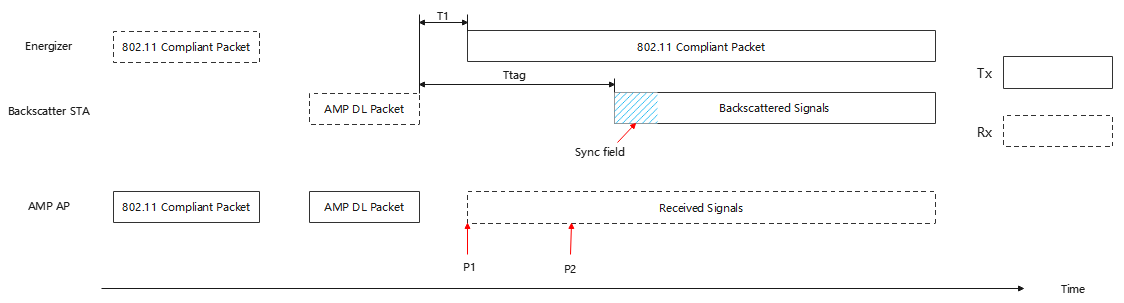 T1
Energizer
802.11 Compliant Packet
802.11 Compliant Packet
Tx
Ttag
Backscatter STA
AMP DL Packet
Backscattered Signals
Rx
Sync field
AMP AP
802.11 Compliant Packet
AMP DL Packet
Received Signals
P1
P2
Time